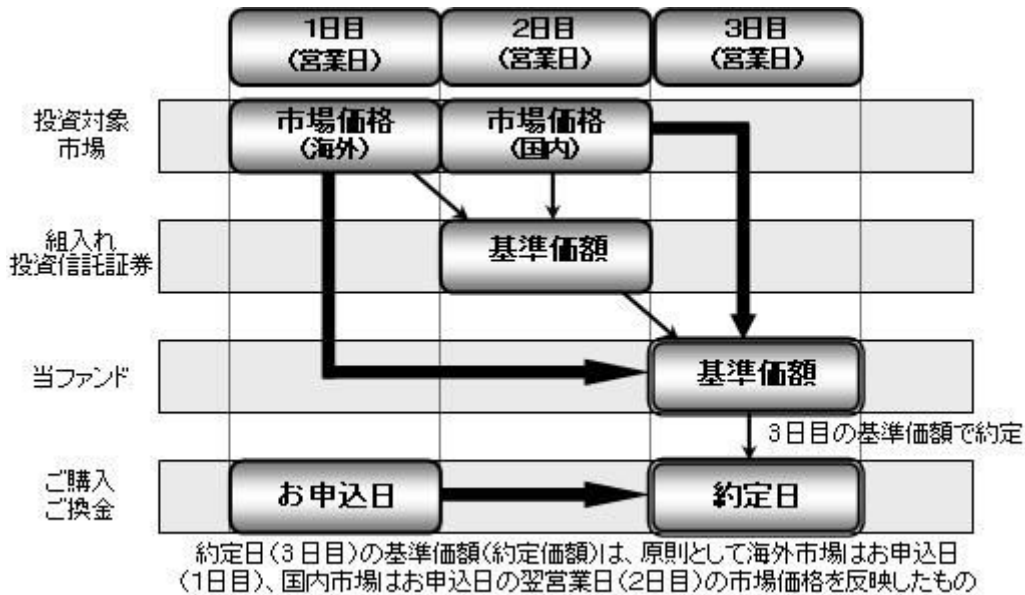 1日目
(営業日)
2日目
(営業日)
3日目
(営業日)
投資対象
市場
市場価格
(海外)
市場価格
(国内)
組入れ
投資信託証券
基準価額
当ファンド
基準価額
3日目の基準価額で約定
ご購入
ご換金
お申込日
約定日
約定日(3日目)の基準価額(約定価額)は、原則として海外市場はお申込日
(1日目)、国内市場はお申込日の翌営業日(2日目)の市場価格を反映したもの